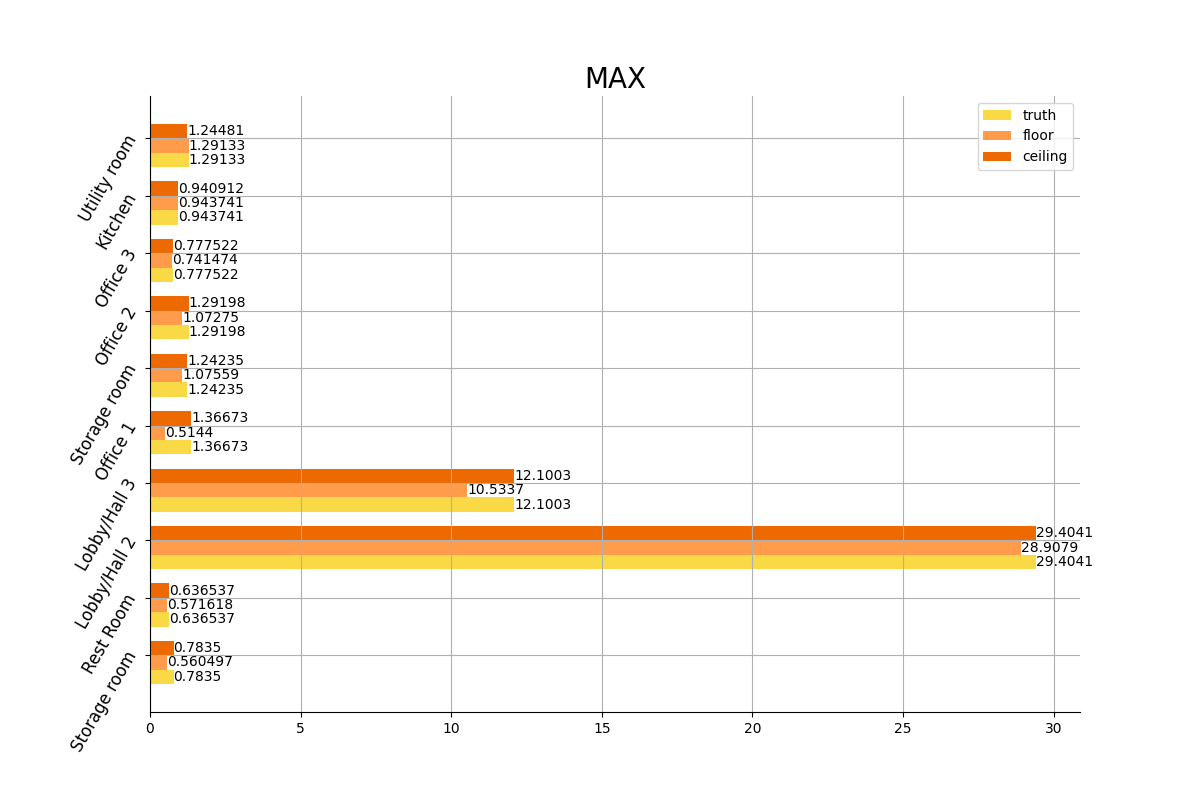 MAX
truth
floor
ceiling
Utility room
1.24481
1.29133
1.29133
Kitchen
0.940912
0.943741
0.943741
Office 3
0.777522
0.741474
0.777522
Office 2
1.29198
1.07275
1.29198
Storage room
1.24235
1.07559
1.24235
Office 1
1.36673
0.5144
1.36673
Lobby/Hall 3
12.1003
10.5337
12.1003
Lobby/Hall 2
29.4041
28.9079
29.4041
Rest Room
0.636537
0.571618
0.636537
Storage room
0.7835
0.560497
0.7835
0 5 10 15 20 25 30